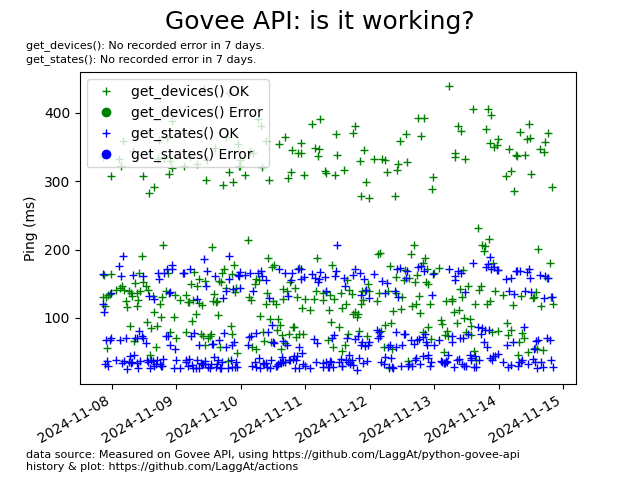 Govee API: is it working?
get_devices(): No recorded error in 7 days.
get_states(): No recorded error in 7 days.
get_devices() OK
get_devices() Error
get_states() OK
get_states() Error
Ping (ms)
400
300
200
100
2024-11-08
2024-11-09
2024-11-10
2024-11-11
2024-11-12
2024-11-13
2024-11-14
2024-11-15
data source: Measured on Govee API, using https://github.com/LaggAt/python-govee-api
history & plot: https://github.com/LaggAt/actions